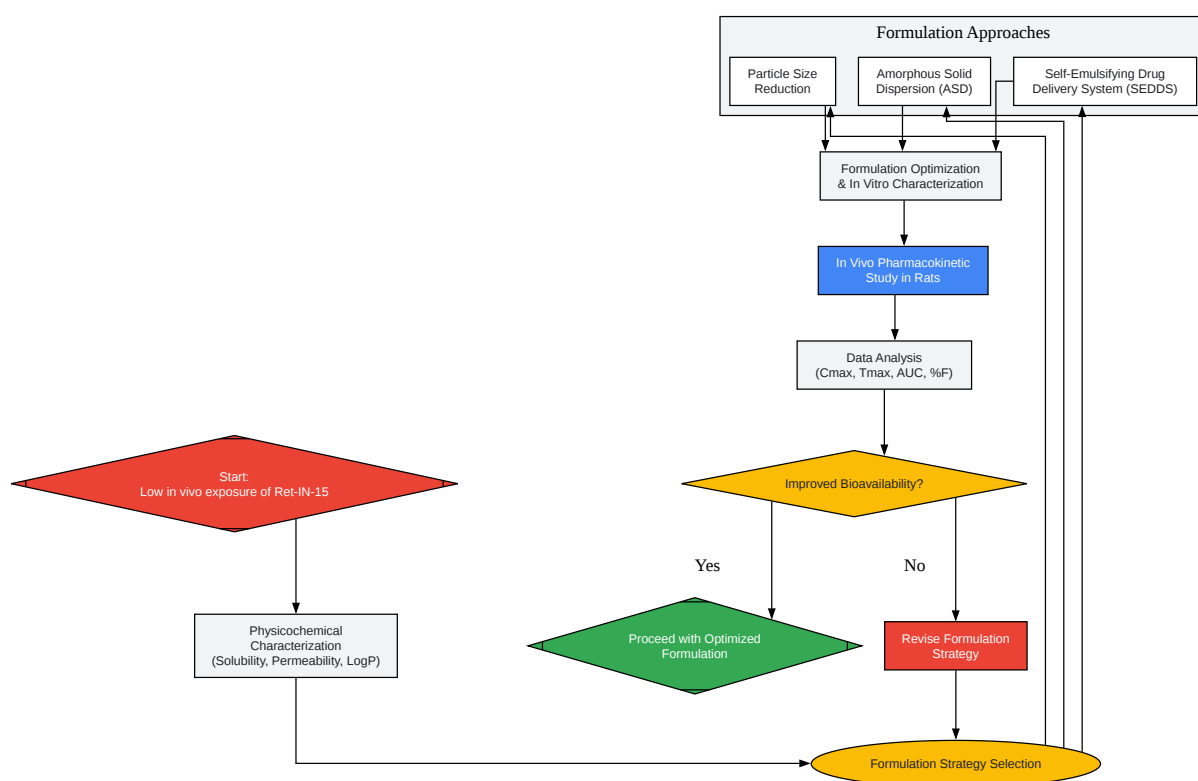 Formulation Approaches
Particle Size
Reduction
Amorphous Solid
Dispersion (ASD)
Self-Emulsifying Drug
Delivery System (SEDDS)
Formulation Optimization
& In Vitro Characterization
In Vivo Pharmacokinetic
Study in Rats
Data Analysis
(Cmax, Tmax, AUC, %F)
Start:
Low in vivo exposure of Ret-IN-15
Improved Bioavailability?
Yes
No
Physicochemical
Characterization
(Solubility, Permeability, LogP)
Proceed with Optimized
Formulation
Revise Formulation
Strategy
Formulation Strategy Selection